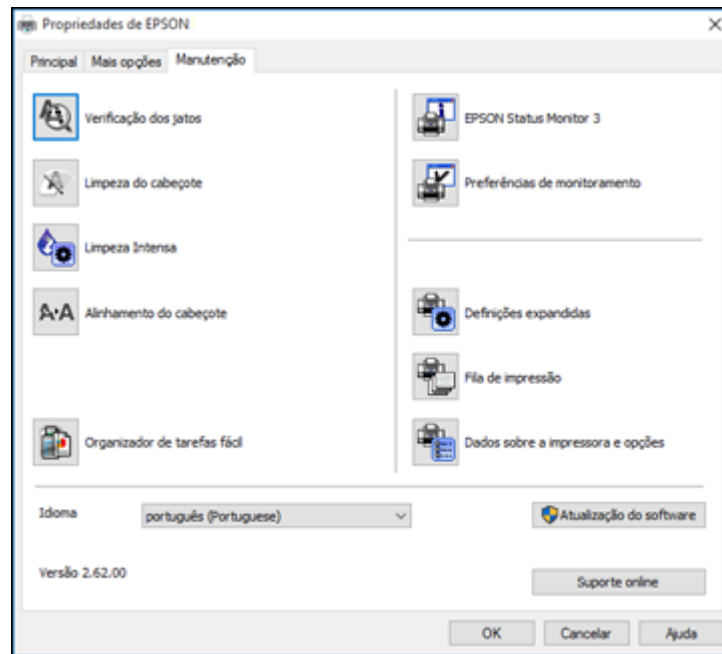 Propriedades de EPSON
Principal
Mais opções
Manutenção
Verificação dos jatos
Limpeza do cabeçote
Limpeza Intensa
A·A
Alinhamento do cabeçote
Organizador de tarefas fácil
EPSON Status Monitor 3
Preferências de monitoramento
Definições expandidas
Fila de impressão
Dados sobre a impressora e opções
Idioma
português (Portuguese)
Atualização do software
Versão 2.62.00
Suporte online
OK
Cancelar
Ajuda